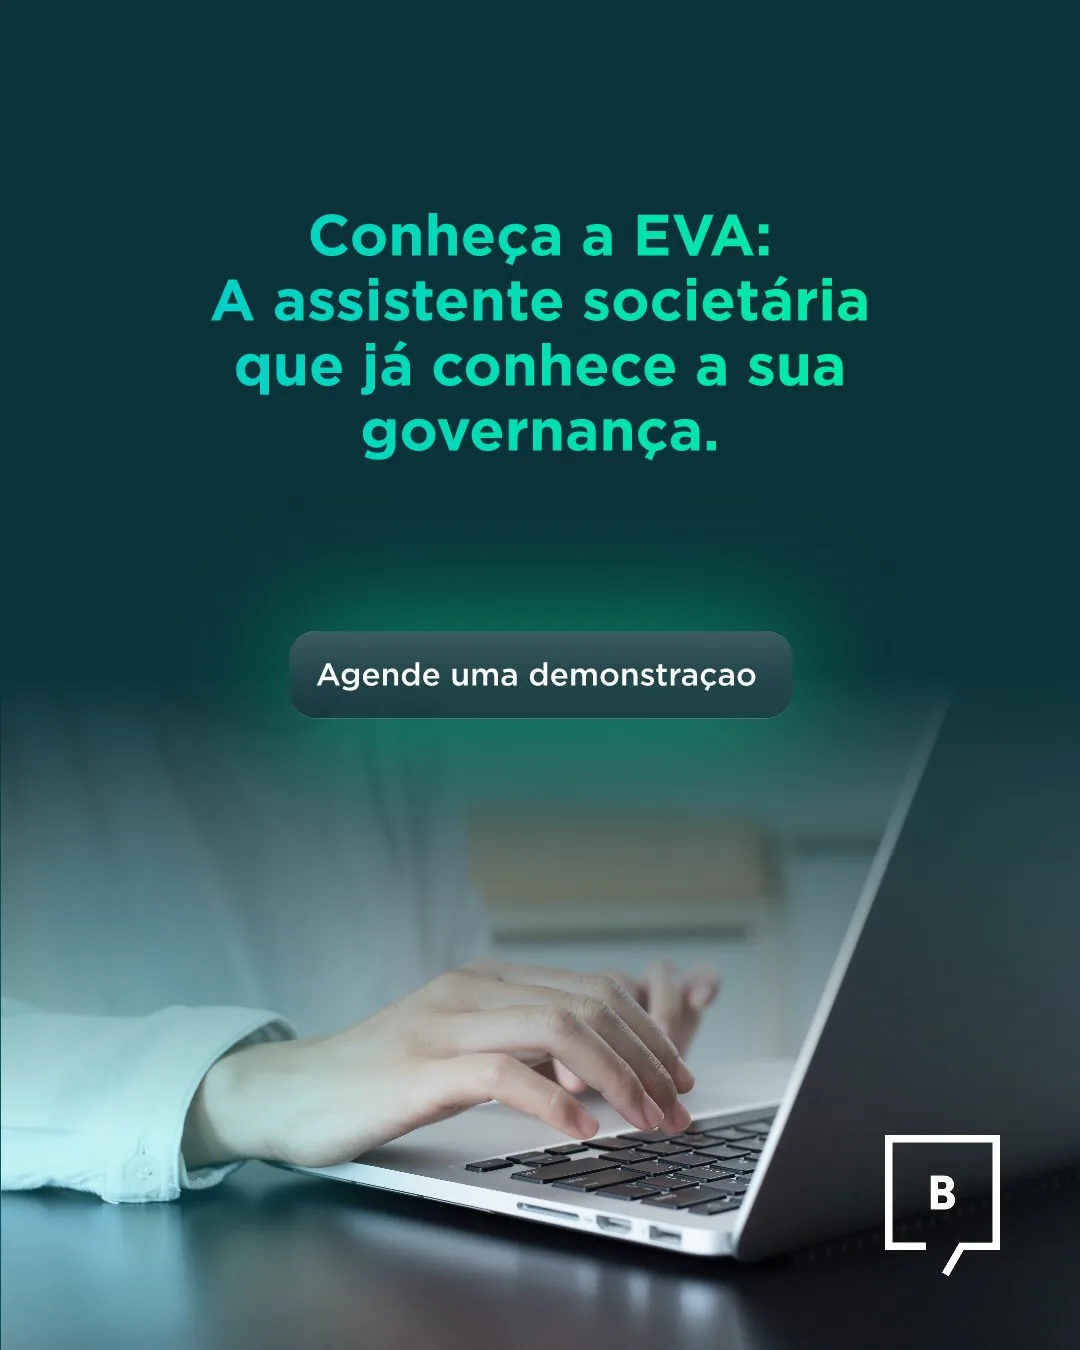 Conheça a EVA:
A assistente societária
que já conhece a sua
governança.
Agende uma demonstraçao
B